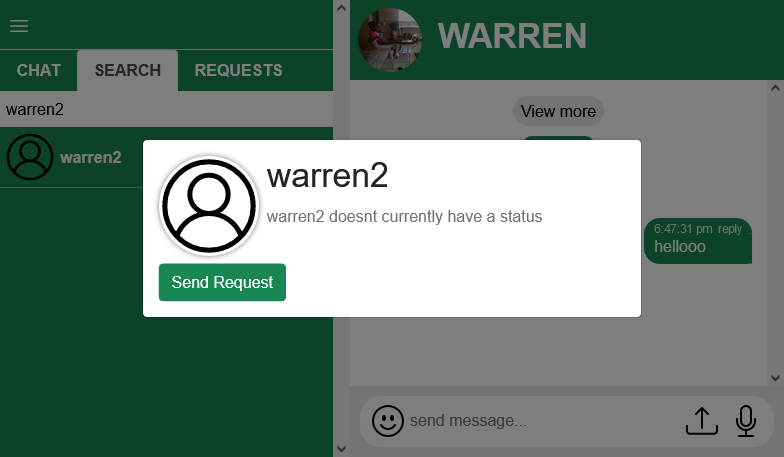 CHAT SEARCH REQUESTS
warren2
warren2
WARREN
View more
6:47:31 pm reply
hellooo
send message...
warren2
warren2 doesnt currently have a status
Send Request